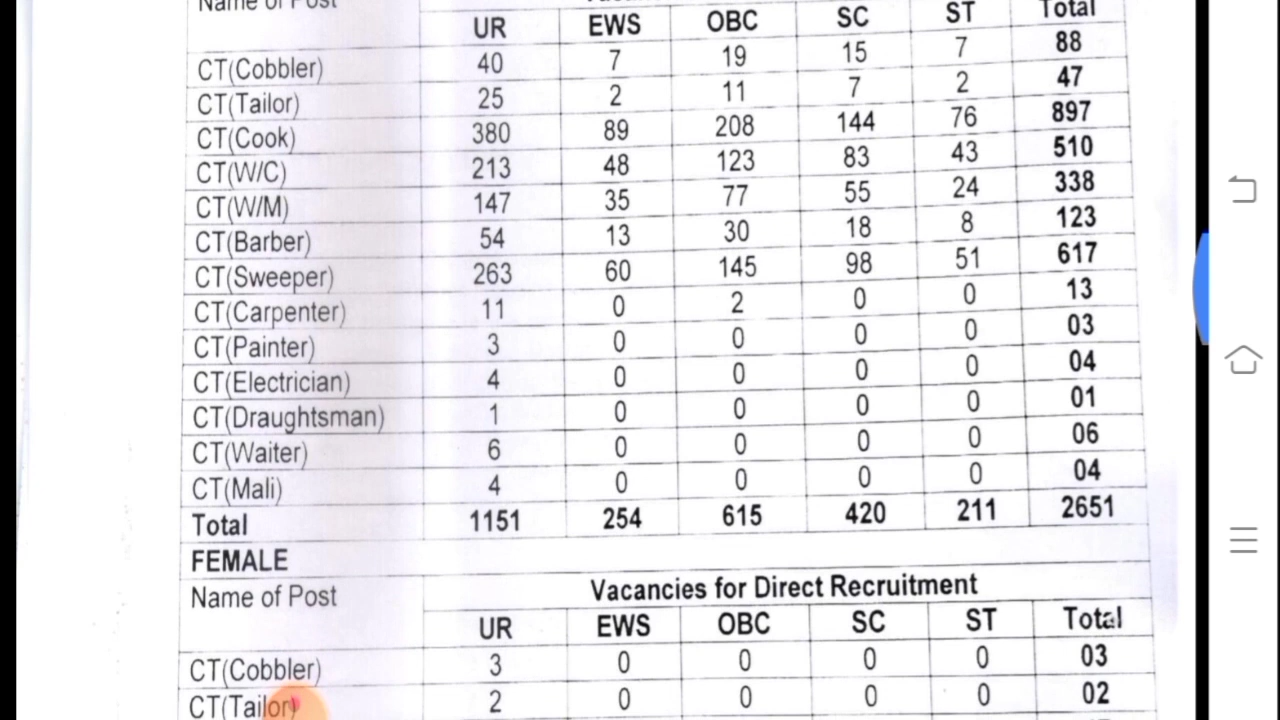 Name of Post
UR EWS OBC SC ST Total
CT(Cobbler) 40 7 19 15 7 88
CT(Tailor) 25 2 11 7 2 47
CT(Cook) 380 89 208 144 76 897
CT(W/C) 213 48 123 83 43 510
CT(W/M) 147 35 77 55 24 338
CT(Barber) 54 13 30 18 8 123
CT(Sweeper) 263 60 145 98 51 617
CT(Carpenter) 11 0 2 0 0 13
CT(Painter) 3 0 0 0 0 03
CT(Electrician) 4 0 0 0 0 04
CT(Draughtsman) 1 0 0 0 0 01
CT(Waiter) 6 0 0 0 0 06
CT(Mali) 4 0 0 0 0 04
Total 1151 254 615 420 211 2651
FEMALE
Name of Post Vacancies for Direct Recruitment
UR EWS OBC SC ST Total
CT(Cobbler) 3 0 0 0 0 03
CT(Tailor) 2 0 0 0 0 02